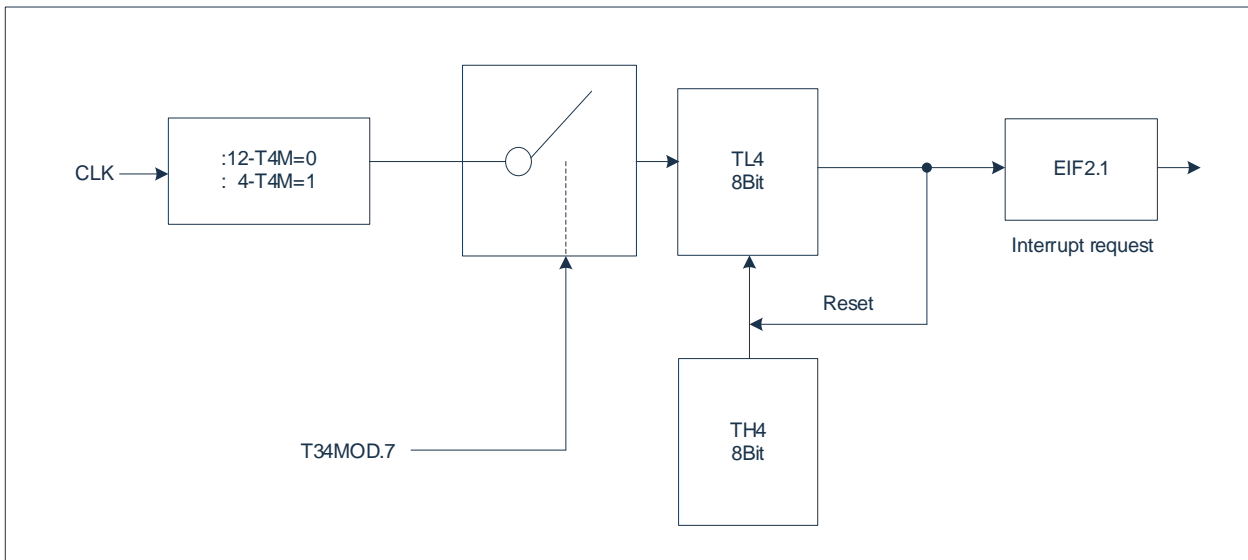 CLK
:12-T4M=0
: 4-T4M=1
TL4
8Bit
EIF2.1
Interrupt request
Reset
TH4
8Bit
T34MOD.7